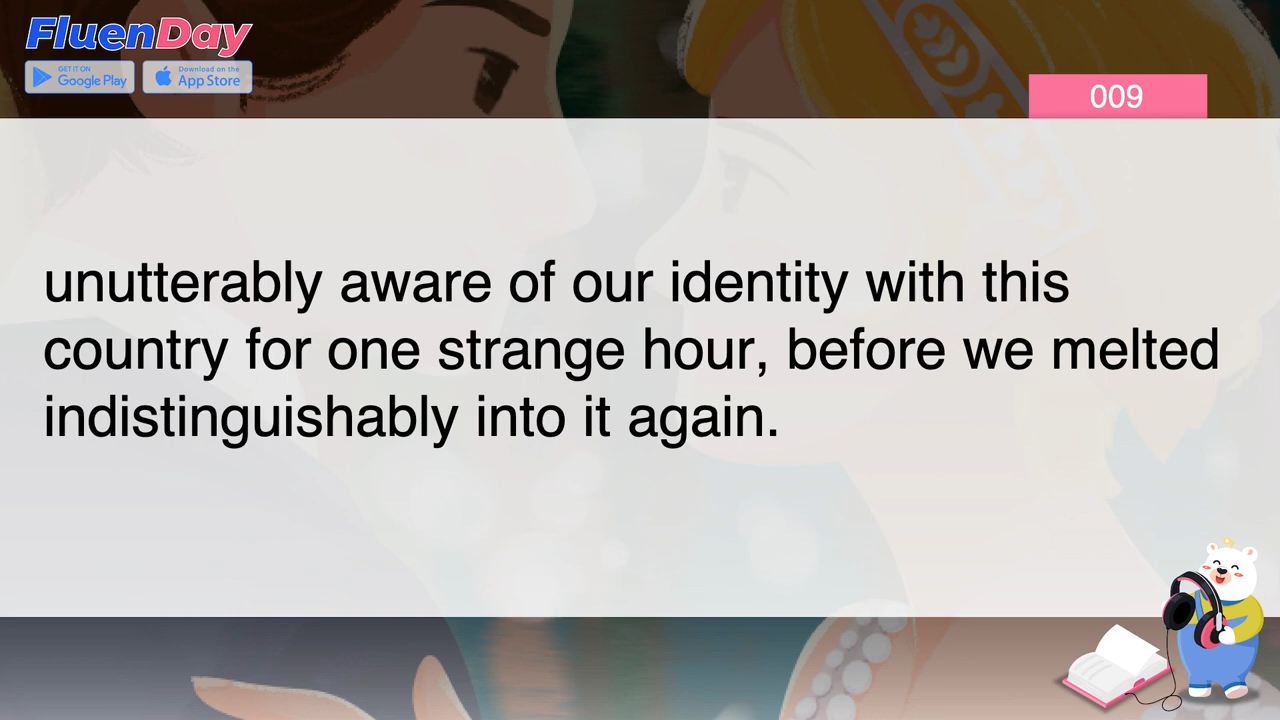 FluenDay
GET IT ON
Google Play
Download on the
App Store
009
unutterably aware of our identity with this
country for one strange hour, before we melted
indistinguishably into it again.